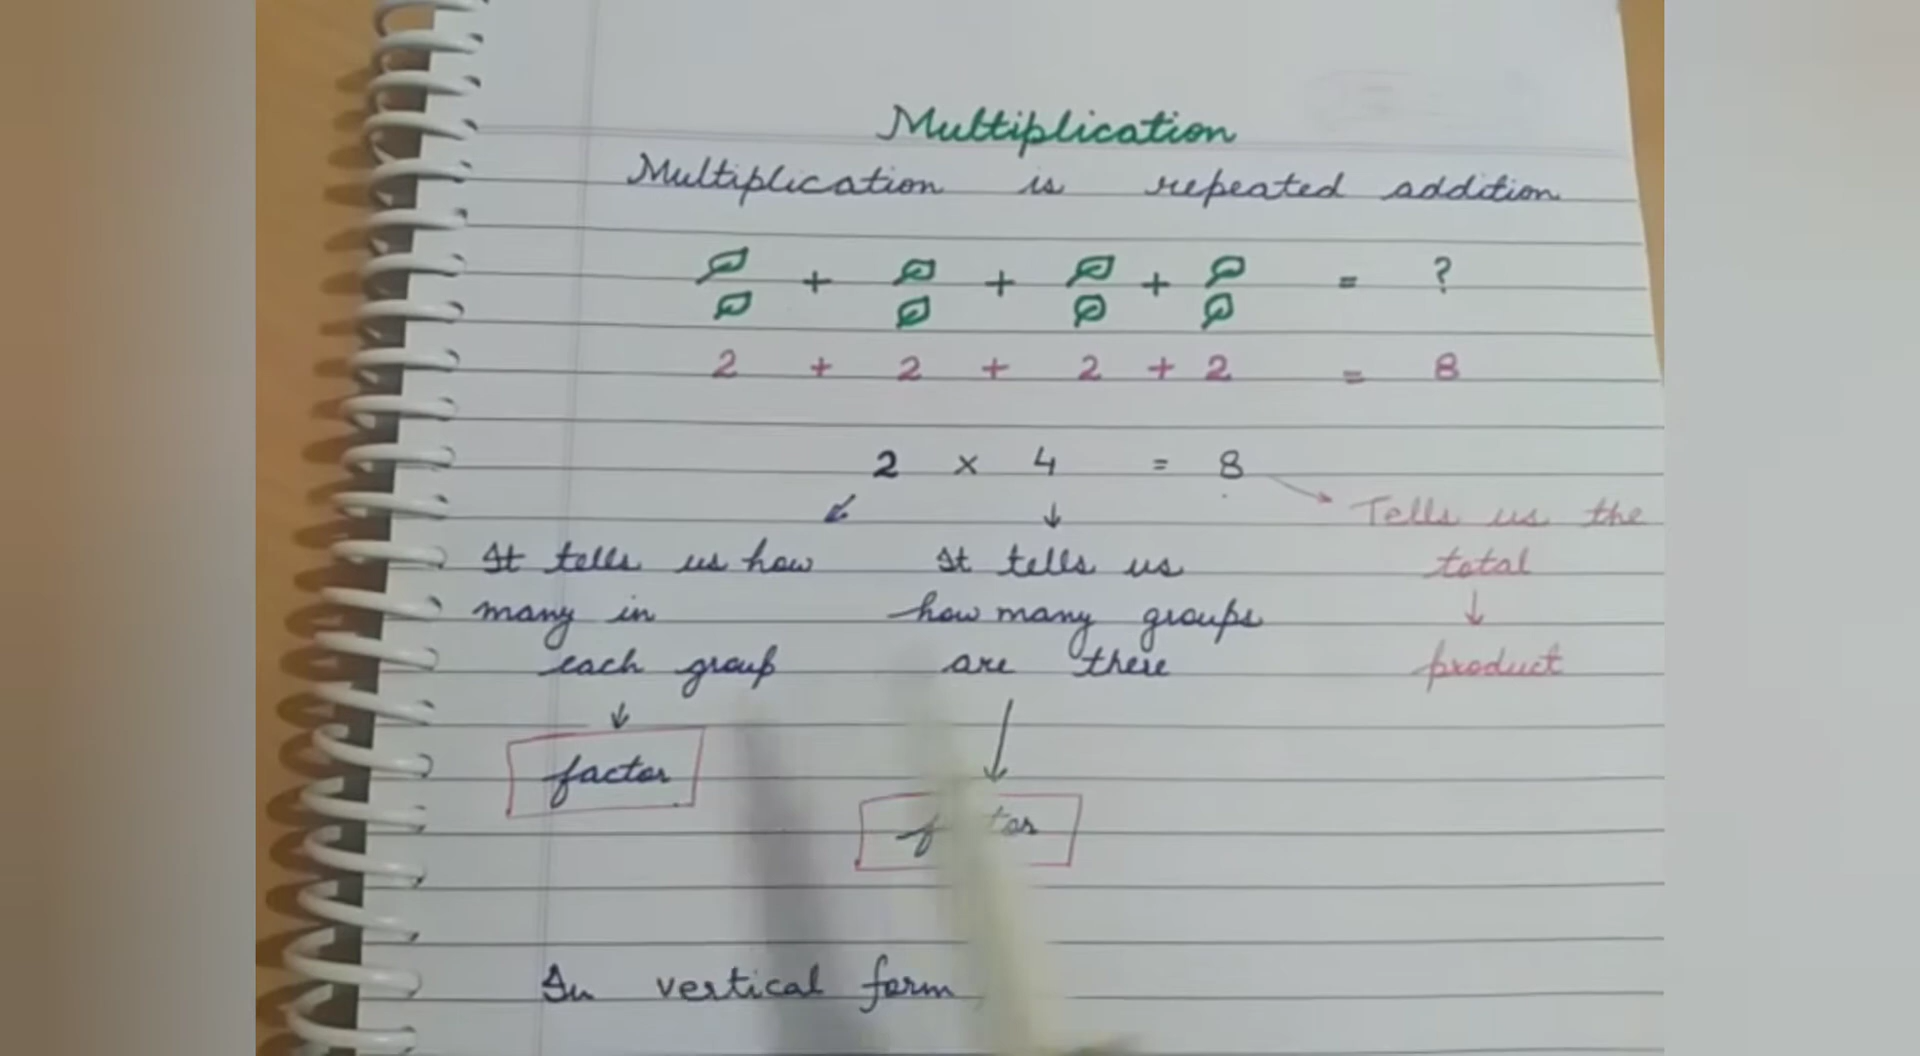 Multiplication
Multiplication is repeated addition
+ + + = ?
2 + 2 + 2 + 2 = 8
2 × 4 = 8
It tells us how many in each group
↓
factor
It tells us how many groups are there
↓
factor
Tells us the total
↓
product
In vertical form